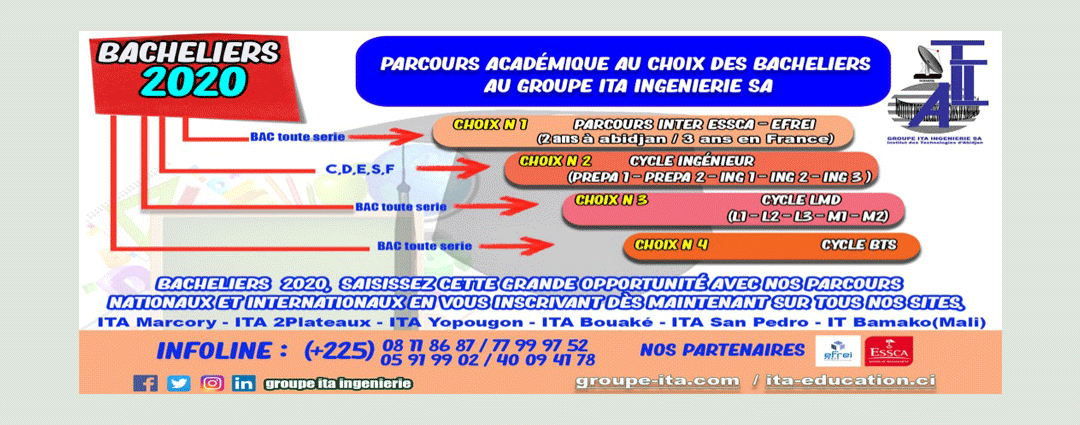 BACHELIERS
2020
PARCOURS ACADÉMIQUE AU CHOIX DES BACHELIERS
AU GROUPE ITA INGENIERIE SA
ITA
GROUPE ITA INGENIERIE SA
Institut des Technologies d'Abidjan
BAC toute serie
CHOIX N 1 PARCOURS INTER ESSCA - EFREI
(2 ans à abidjan / 3 ans en France)
C,D,E,S,F
CHOIX N 2 CYCLE INGÉNIEUR
(PREPA 1 - PREPA 2 - ING 1 - ING 2 - ING 3 )
BAC toute serie
CHOIX N 3 CYCLE LMD
(L1 - L2 - L3 - M1 - M2)
BAC toute serie
CHOIX N 4 CYCLE BTS
BACHELIERS 2020, SAISISSEZ CETTE GRANDE OPPORTUNITÉ AVEC NOS PARCOURS
NATIONAUX ET INTERNATIONAUX EN VOUS INSCRIVANT DÈS MAINTENANT SUR TOUS NOS SITES,
ITA Marcory - ITA 2Plateaux - ITA Yopougon - ITA Bouaké - ITA San Pedro - IT Bamako(Mali)
INFOLINE : (+225) 08 11 86 87 / 77 99 97 52
05 91 99 02 / 40 09 41 78
NOS PARTENAIRES
efrei
ESSCA
groupe ita ingenierie
groupe-ita.com / ita-education.ci